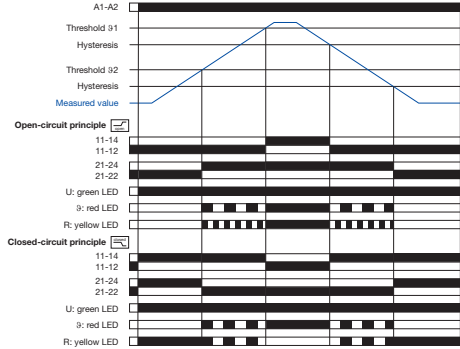 A1-A2
Threshold ϑ1
Hysteresis
Threshold ϑ2
Hysteresis
Measured value
Open-circuit principle open
11-14
11-12
21-24
21-22
U: green LED
ϑ: red LED
R: yellow LED
Closed-circuit principle closed
11-14
11-12
21-24
21-22
U: green LED
ϑ: red LED
R: yellow LED